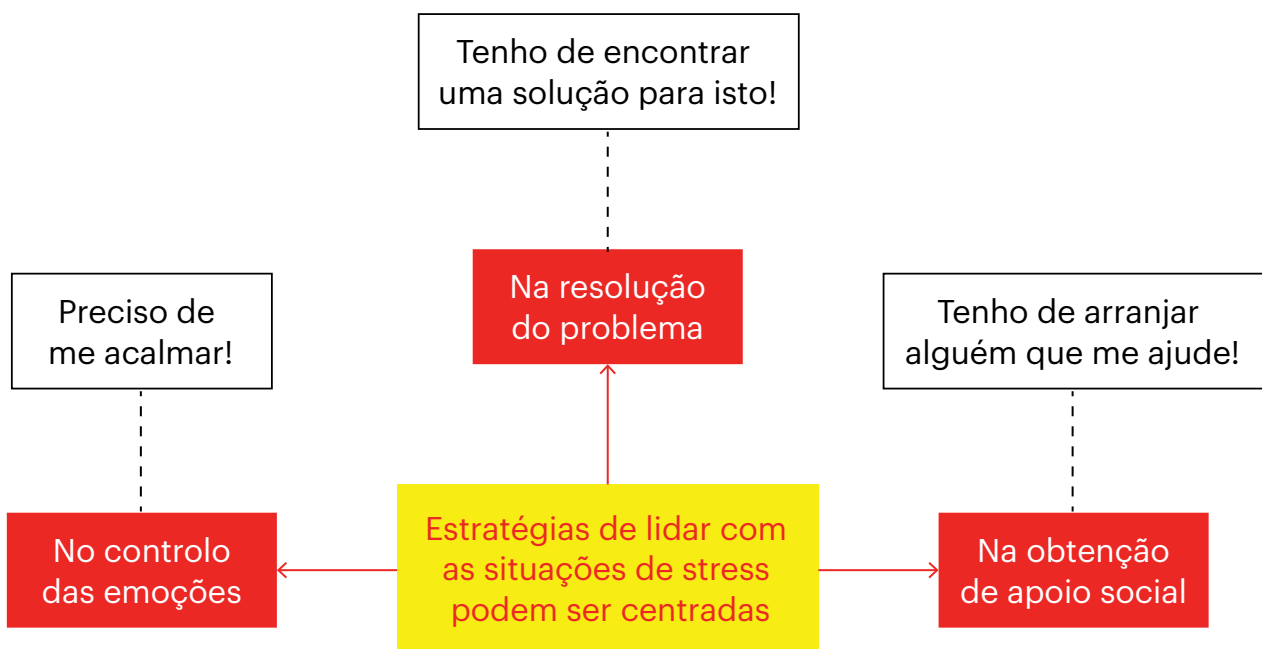 Tenho de encontrar
uma solução para isto!
Na resolução
do problema
Preciso de
me acalmar!
Tenho de arranjar
alguém que me ajude!
No controlo
das emoções
Estratégias de lidar com
as situações de stress
podem ser centradas
Na obtenção
de apoio social